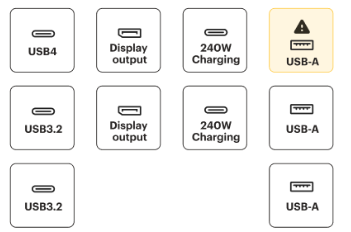 USB4
Display
output
240W
Charging
USB-A
USB3.2
Display
output
240W
Charging
USB-A
USB3.2
USB-A